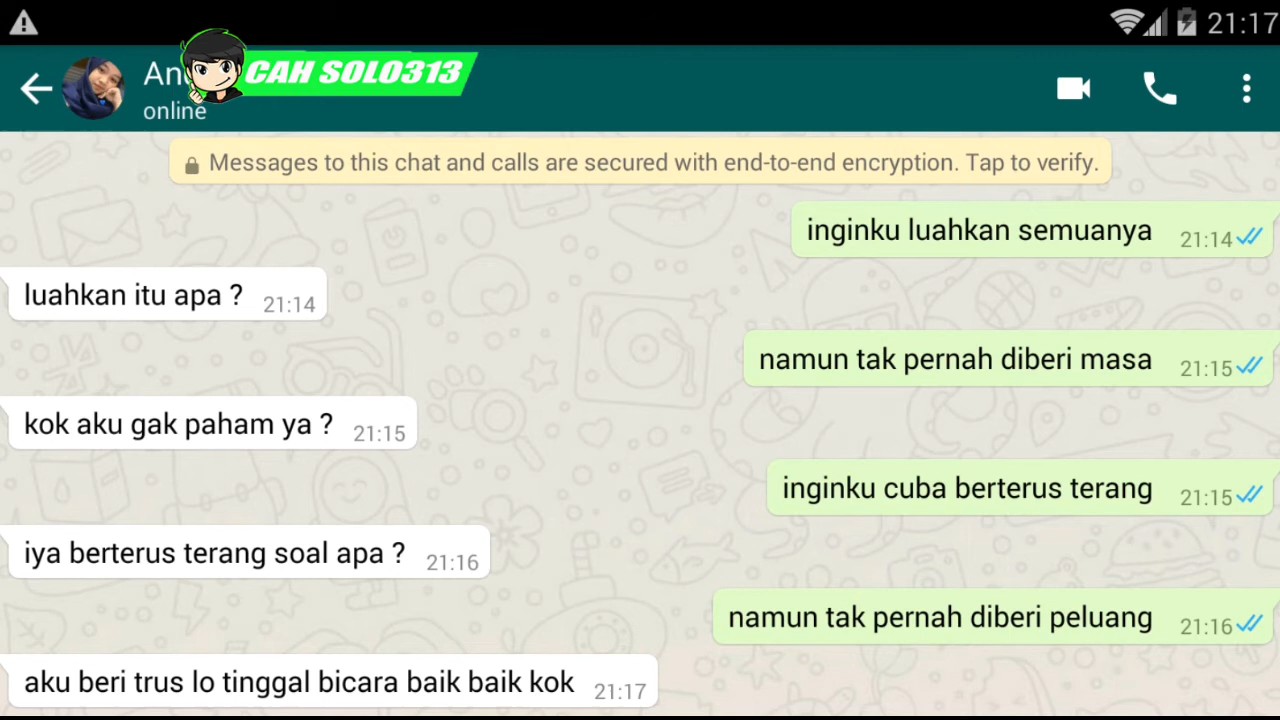 21:17
CAH SOLO313
online
Messages to this chat and calls are secured with end-to-end encryption. Tap to verify.
inginku luahkan semuanya 21:14
luahkan itu apa ? 21:14
namun tak pernah diberi masa 21:15
kok aku gak paham ya ? 21:15
inginku cuba berterus terang 21:15
iya berterus terang soal apa ? 21:16
namun tak pernah diberi peluang 21:16
aku beri trus lo tinggal bicara baik baik kok 21:17